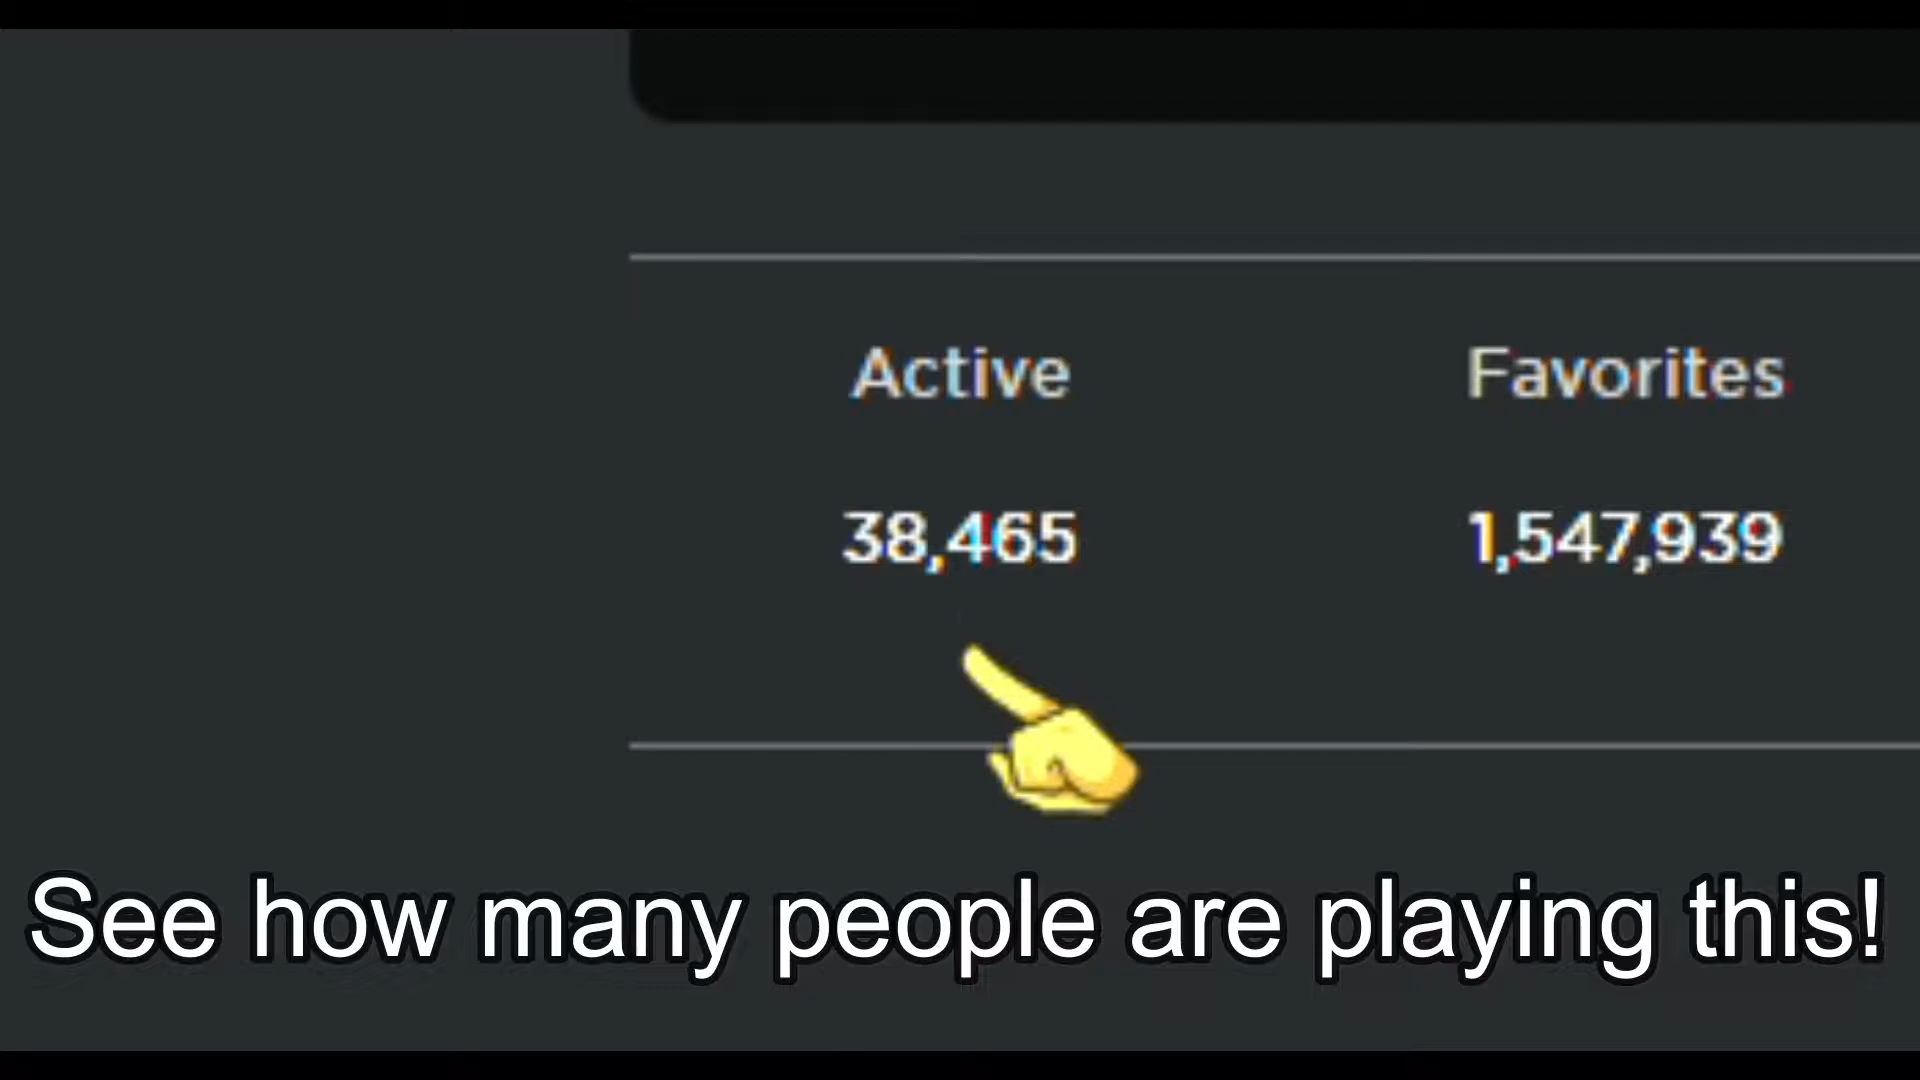 Active Favorites
38,465 1,547,939
See how many people are playing this!